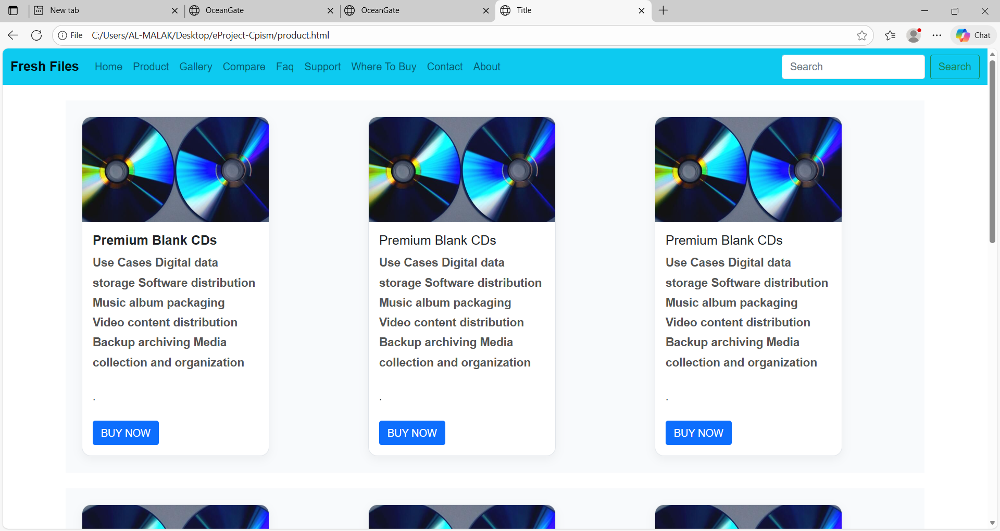 New tab
OceanGate
OceanGate
Title
File C:/Users/AL-MALAK/Desktop/eProject-Cpism/product.html
Chat
Fresh Files Home Product Gallery Compare Faq Support Where To Buy Contact About Search Search
Premium Blank CDs
Use Cases Digital data
storage Software distribution
Music album packaging
Video content distribution
Backup archiving Media
collection and organization
.
BUY NOW
Premium Blank CDs
Use Cases Digital data
storage Software distribution
Music album packaging
Video content distribution
Backup archiving Media
collection and organization
.
BUY NOW
Premium Blank CDs
Use Cases Digital data
storage Software distribution
Music album packaging
Video content distribution
Backup archiving Media
collection and organization
.
BUY NOW